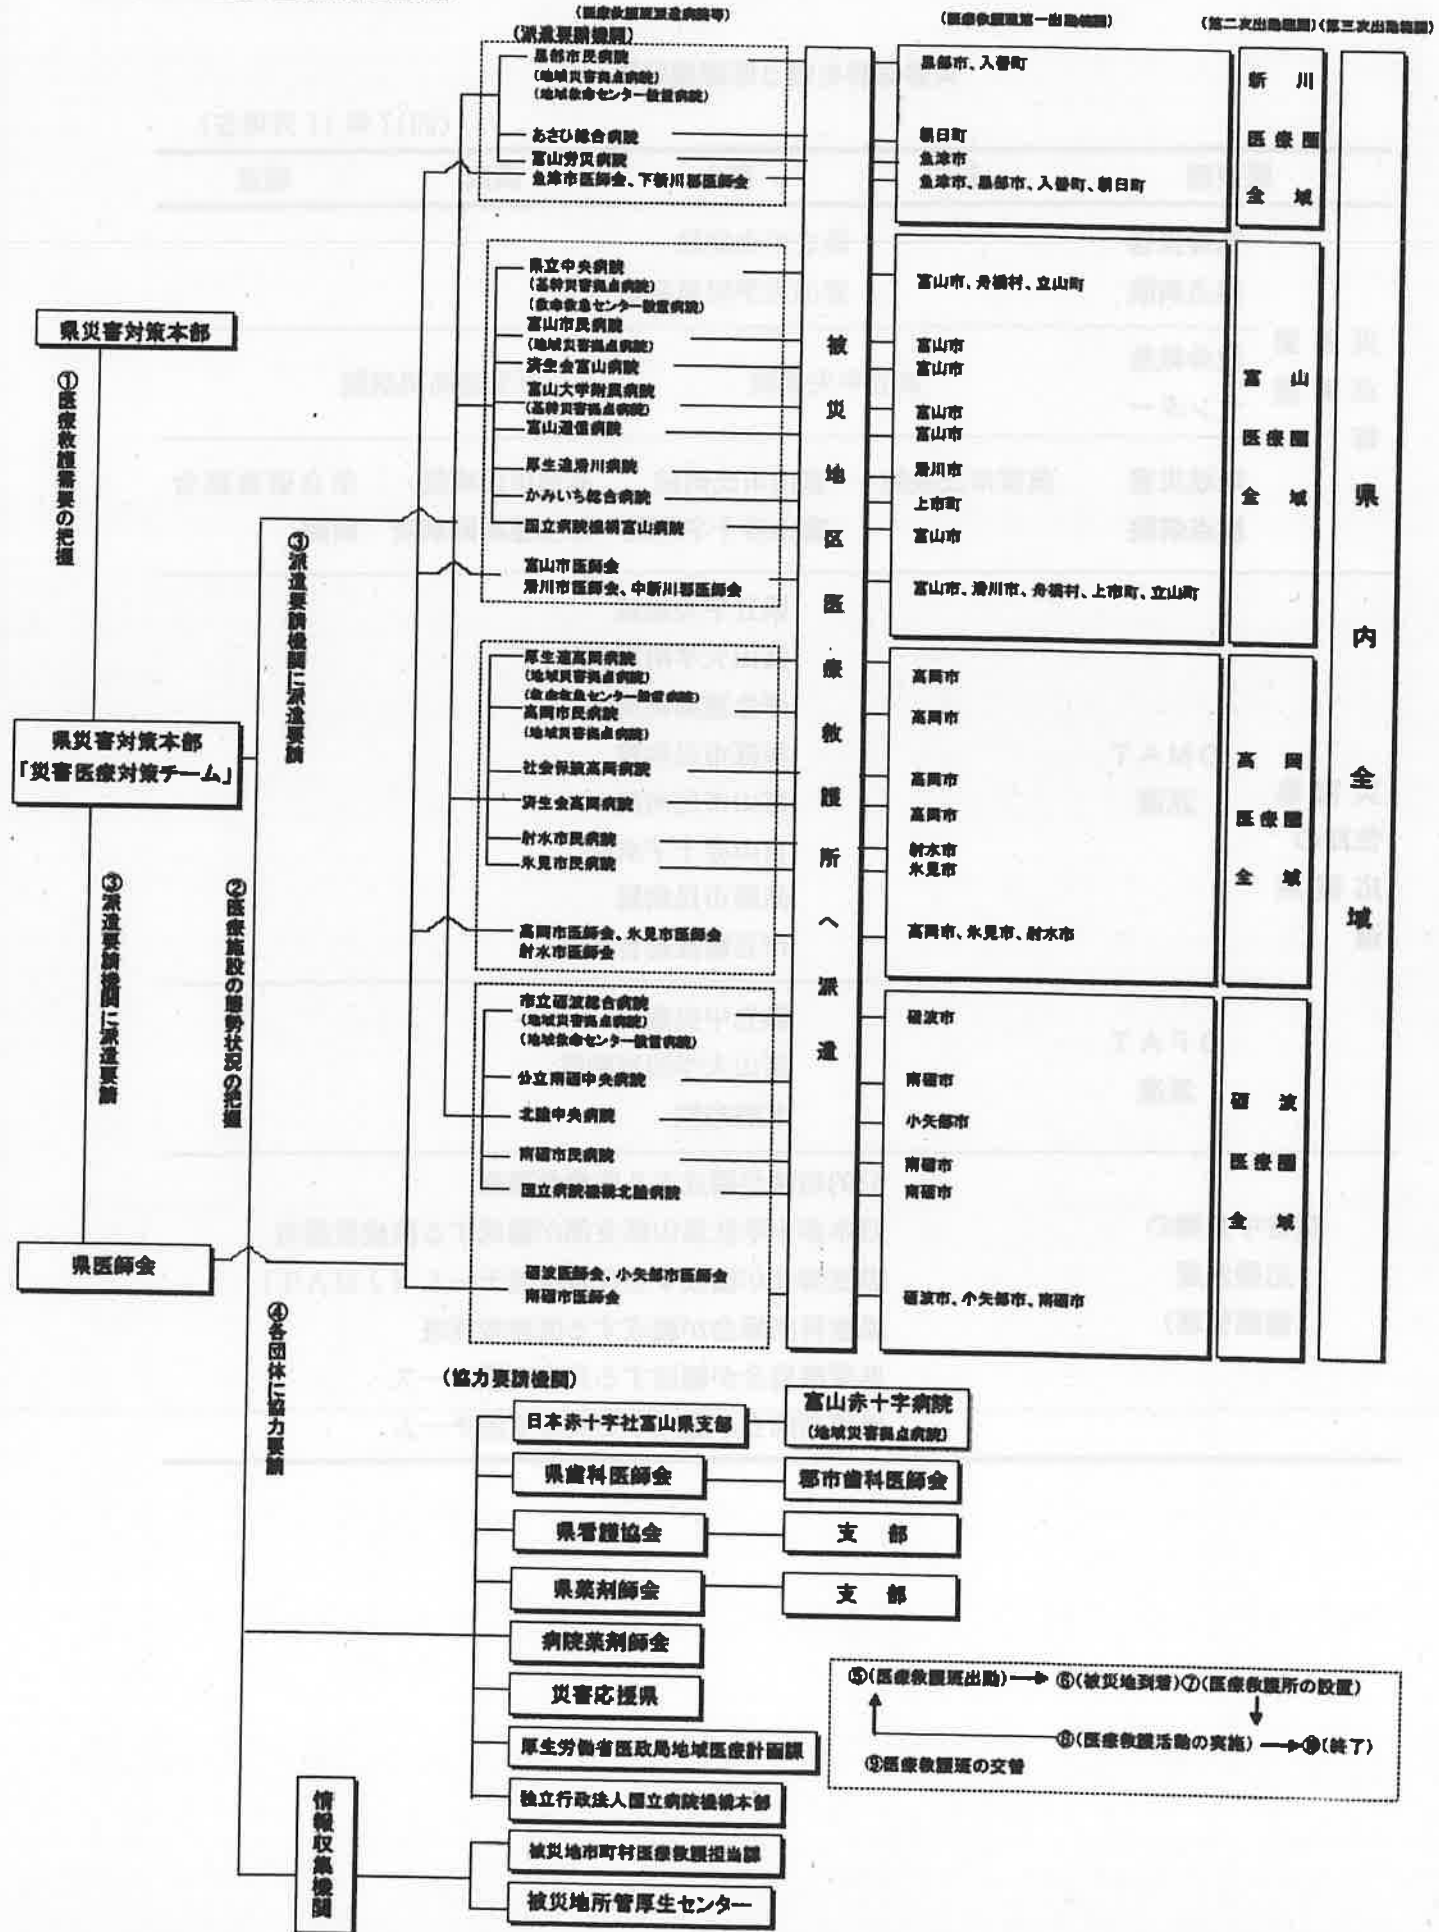 (医療救護班派遣病院等)
(医療救護班第一出動範囲)
(第二次出動範囲)
(第三次出動範囲)
(派遣要請機関)
黒部市民病院
(地域災害拠点病院)
(地域救命センター設置病院)
あさひ総合病院
富山労災病院
魚津市医師会、下新川郡医師会
黒部市、入善町
朝日町
魚津市
魚津市、黒部市、入善町、朝日町
新川
医療圏
全域
県立中央病院
(基幹災害拠点病院)
(救命救急センター設置病院)
富山市民病院
(地域災害拠点病院)
済生会富山病院
富山大学附属病院
(基幹災害拠点病院)
富山逓信病院
厚生連滑川病院
かみいち総合病院
国立病院機構富山病院
富山市医師会
滑川市医師会、中新川郡医師会
富山市、舟橋村、立山町
富山市
富山市
富山市
富山市
滑川市
上市町
富山市
富山市、滑川市、舟橋村、上市町、立山町
富山
医療圏
全域
厚生連高岡病院
(地域災害拠点病院)
(救命救急センター設置病院)
高岡市民病院
(地域災害拠点病院)
社会保険高岡病院
済生会高岡病院
射水市民病院
氷見市民病院
高岡市医師会、氷見市医師会
射水市医師会
高岡市
高岡市
高岡市
高岡市
射水市
氷見市
高岡市、氷見市、射水市
高岡
医療圏
全域
市立砺波総合病院
(地域災害拠点病院)
(地域救命センター設置病院)
公立南砺中央病院
北陸中央病院
南砺市民病院
国立病院機構北陸病院
砺波医師会、小矢部市医師会
南砺市医師会
砺波市
南砺市
小矢部市
南砺市
南砺市
砺波市、小矢部市、南砺市
砺波
医療圏
全域
被災地区医療救護所へ派遣
県内全域
県災害対策本部
①医療救護需要の把握
県災害対策本部
「災害医療対策チーム」
③派遣要請機関に派遣要請
③派遣要請機関に派遣要請
②医療施設の態勢状況の把握
県医師会
④各団体に協力要請
(協力要請機関)
日本赤十字社富山県支部
富山赤十字病院
(地域災害拠点病院)
県歯科医師会
郡市歯科医師会
県看護協会
支部
県薬剤師会
支部
病院薬剤師会
災害応援県
厚生労働省医政局地域医療計画課
独立行政法人国立病院機構本部
情報収集機関
被災地市町村医療救護担当課
被災地所管厚生センター
⑤(医療救護班出動)
⑥(被災地到着)⑦(医療救護所の設置)
⑧(医療救護活動の実施)
⑩(終了)
⑨医療救護班の交替